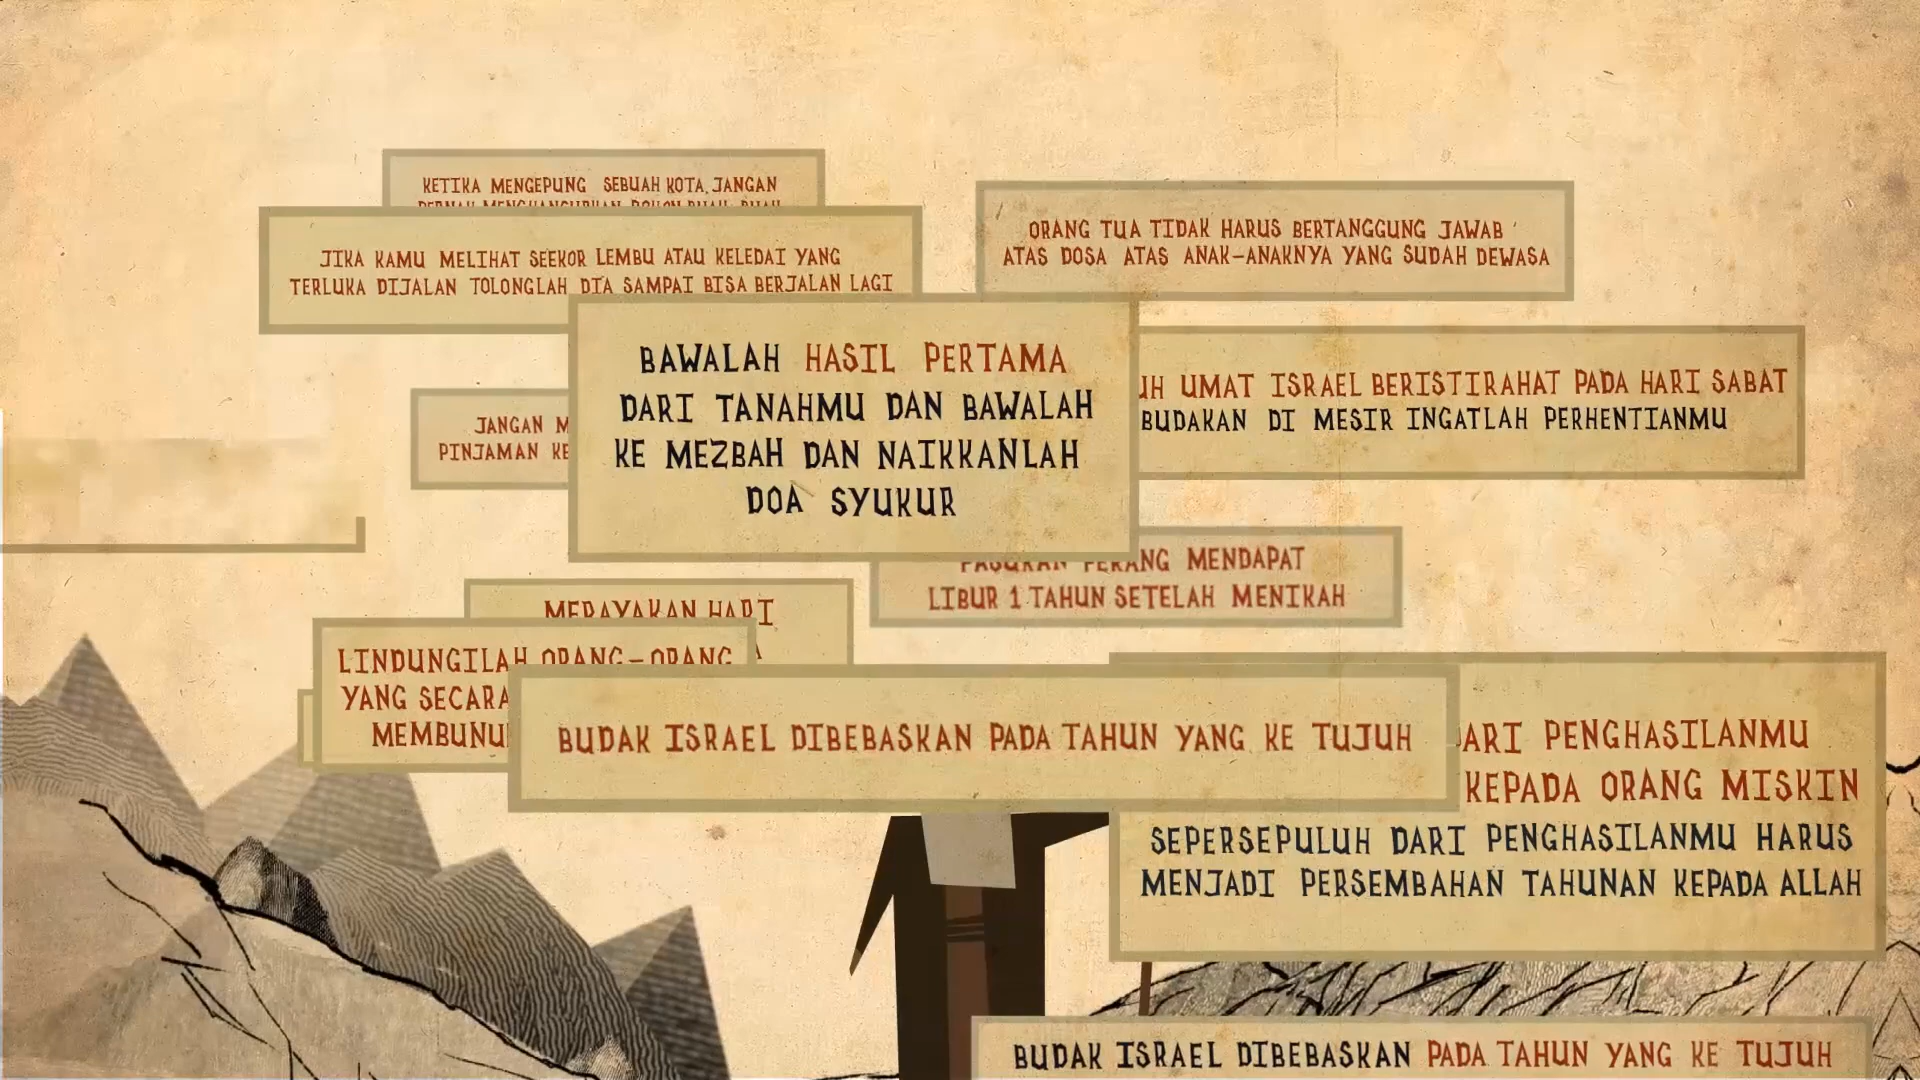 KETIKA MENGEPUNG SEBUAH KOTA, JANGAN
JIKA KAMU MELIHAT SEEKOR LEMBU ATAU KELEDAI YANG
TERLUKA DIJALAN TOLONGLAH DIA SAMPAI BISA BERJALAN LAGI
ORANG TUA TIDAK HARUS BERTANGGUNG JAWAB
ATAS DOSA ATAS ANAK-ANAKNYA YANG SUDAH DEWASA
BAWALAH HASIL PERTAMA
DARI TANAHMU DAN BAWALAH
KE MEZBAH DAN NAIKKANLAH
DOA SYUKUR
UMAT ISRAEL BERISTIRAHAT PADA HARI SABAT
BUDAKAN DI MESIR INGATLAH PERHENTIANMU
JANGAN
PINJAMAN
MENDAPAT
LIBUR 1 TAHUN SETELAH MENIKAH
MERAYAKAN HARI
LINDUNGILAH ORANG-ORANG
YANG SECARA
BUDAK ISRAEL DIBEBASKAN PADA TAHUN YANG KE TUJUH
PENGHASILANMU
KEPADA ORANG MISKIN
SEPERSEPULUH DARI PENGHASILANMU HARUS
MENJADI PERSEMBAHAN TAHUNAN KEPADA ALLAH
BUDAK ISRAEL DIBEBASKAN PADA TAHUN YANG KE TUJUH